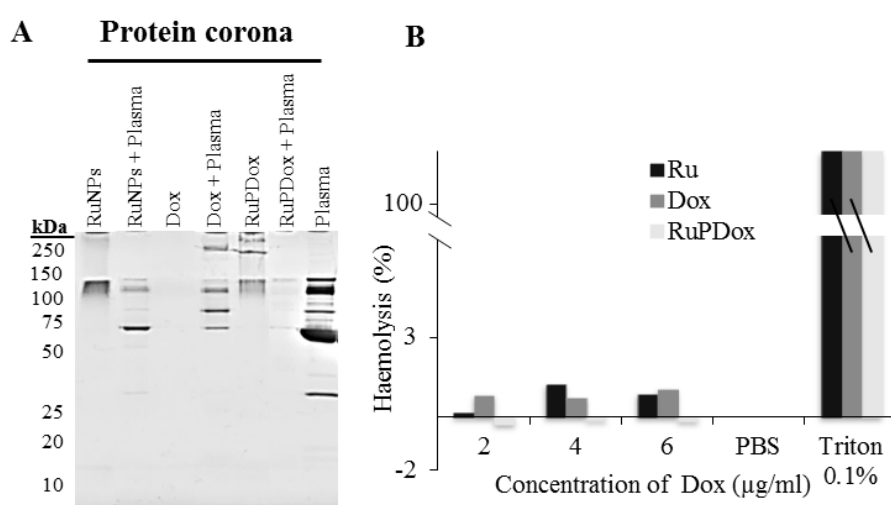 A
Protein corona
B
RuNPs
RuNPs + Plasma
Dox
Dox + Plasma
RuPDox
RuPDox + Plasma
Plasma
kDa
250
150
100
75
50
25
20
10
Haemolysis (%)
100
3
-2
Ru
Dox
RuPDox
2 4 6 PBS Triton
0.1%
Concentration of Dox (µg/ml)